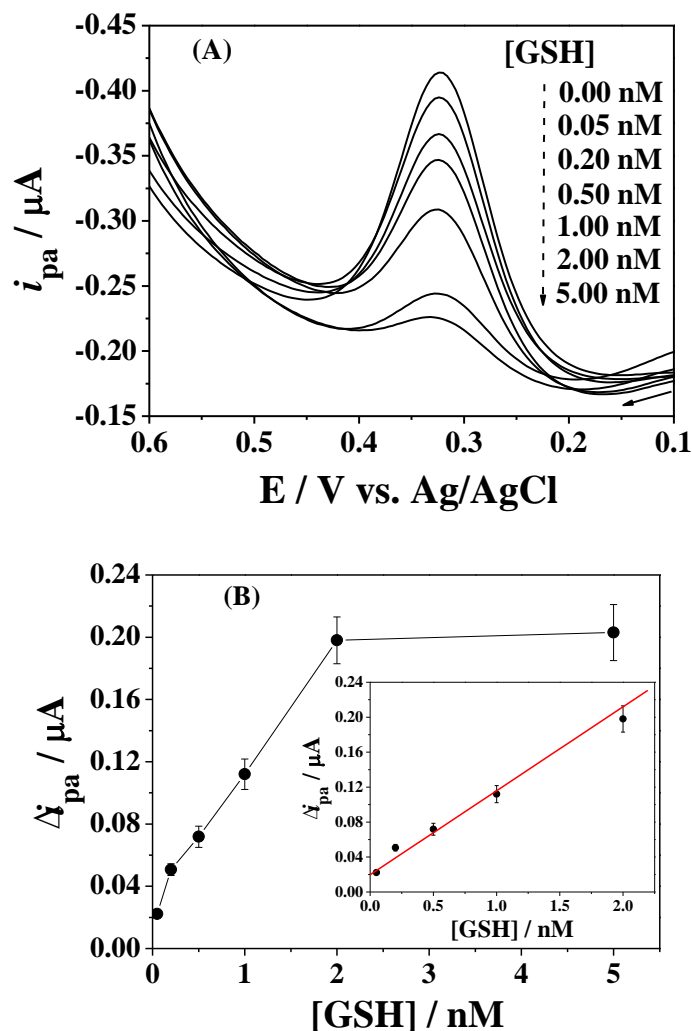 (A)
[GSH]
0.00 nM
0.05 nM
0.20 nM
0.50 nM
1.00 nM
2.00 nM
5.00 nM
-0.45
-0.40
-0.35
-0.30
-0.25
-0.20
-0.15
i pa / μA
0.6 0.5 0.4 0.3 0.2 0.1
E / V vs. Ag/AgCl
(B)
0.24
0.20
0.16
0.12
0.08
0.04
0.00
Δi pa / μA
0.24
0.20
0.16
0.12
0.08
0.04
0.00
Δi pa / μA
0.0 0.5 1.0 1.5 2.0
[GSH] / nM
0 1 2 3 4 5
[GSH] / nM